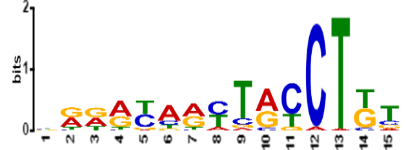 2
bits
1
0
G G A T A A C T A C C T T T
A A G C C G T C G T G C
1 2 3 4 5 6 7 8 9 10 11 12 13 14 15